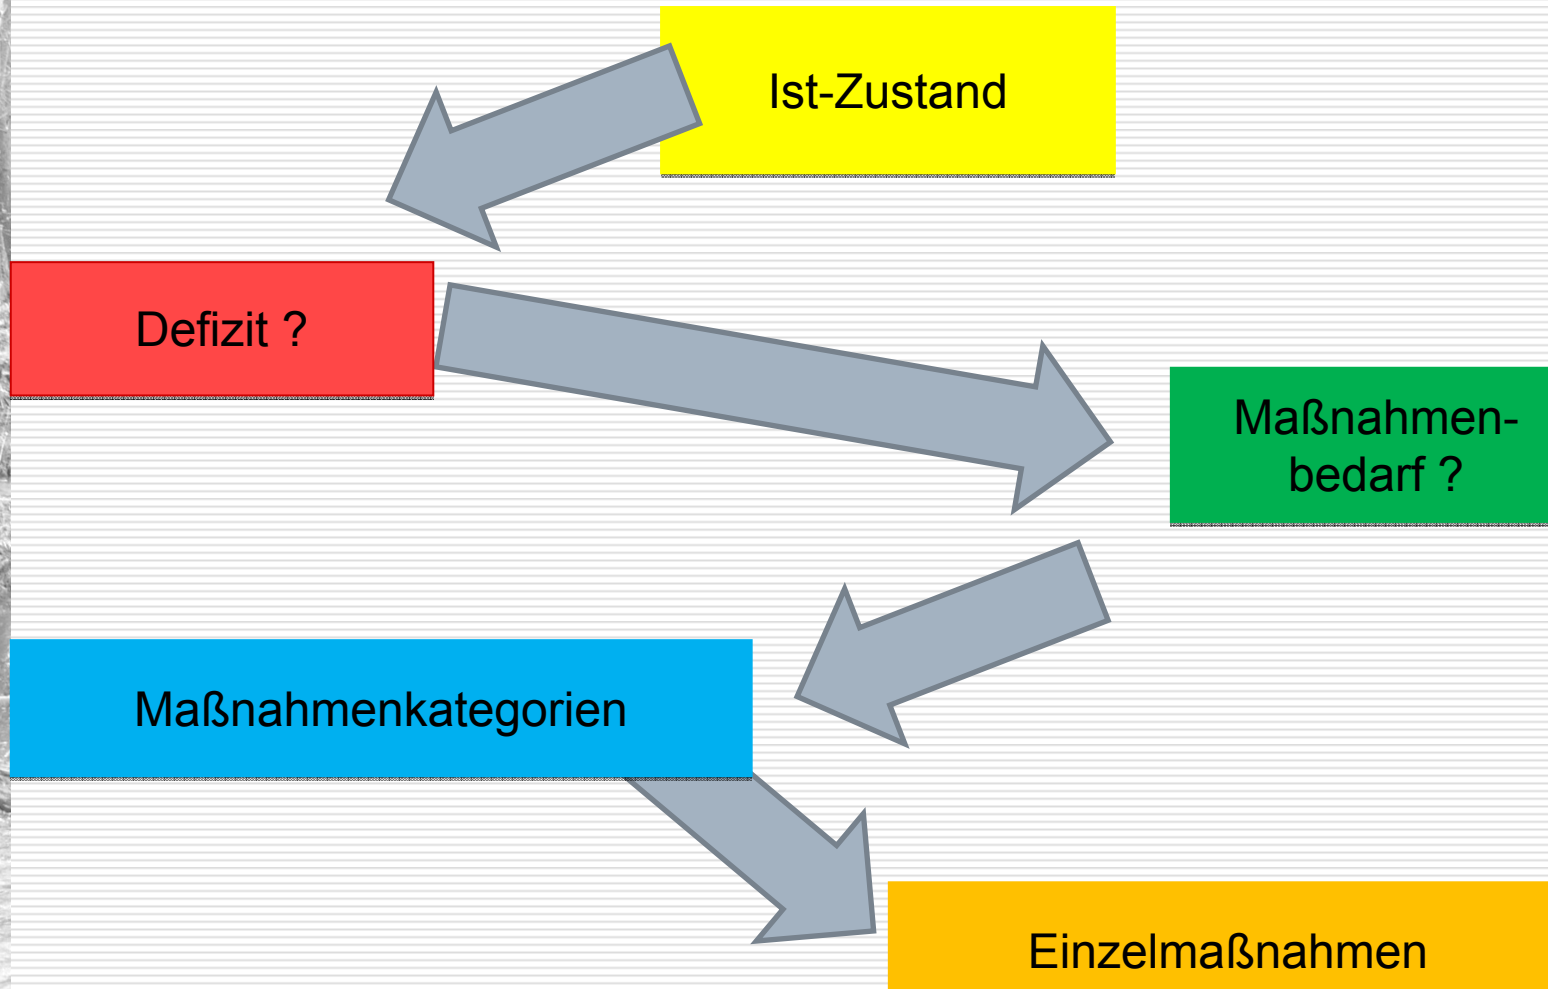 Ist-Zustand
Defizit ?
Maßnahmen-
bedarf ?
Maßnahmenkategorien
Einzelmaßnahmen